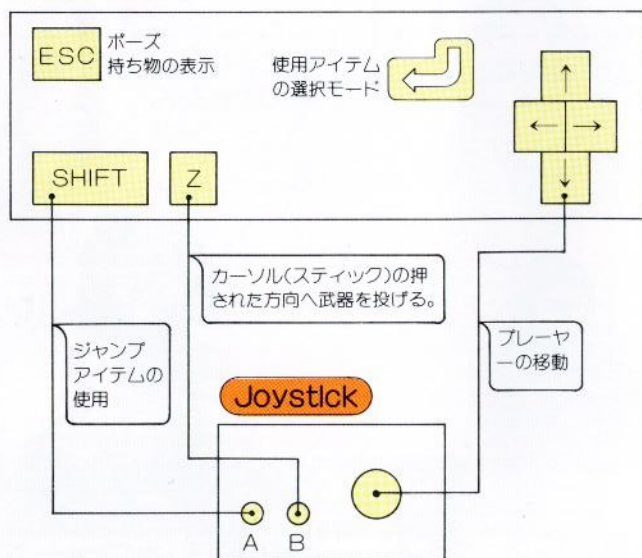 ESC
ポーズ
持ち物の表示
使用アイテム
の選択モード
←
↑
←
→
↓
SHIFT
Z
カーソル(スティック)の押
された方向へ武器を投げる。
ジャンプ
アイテムの
使用
プレーヤ
ーの移動
Joystick
A
B